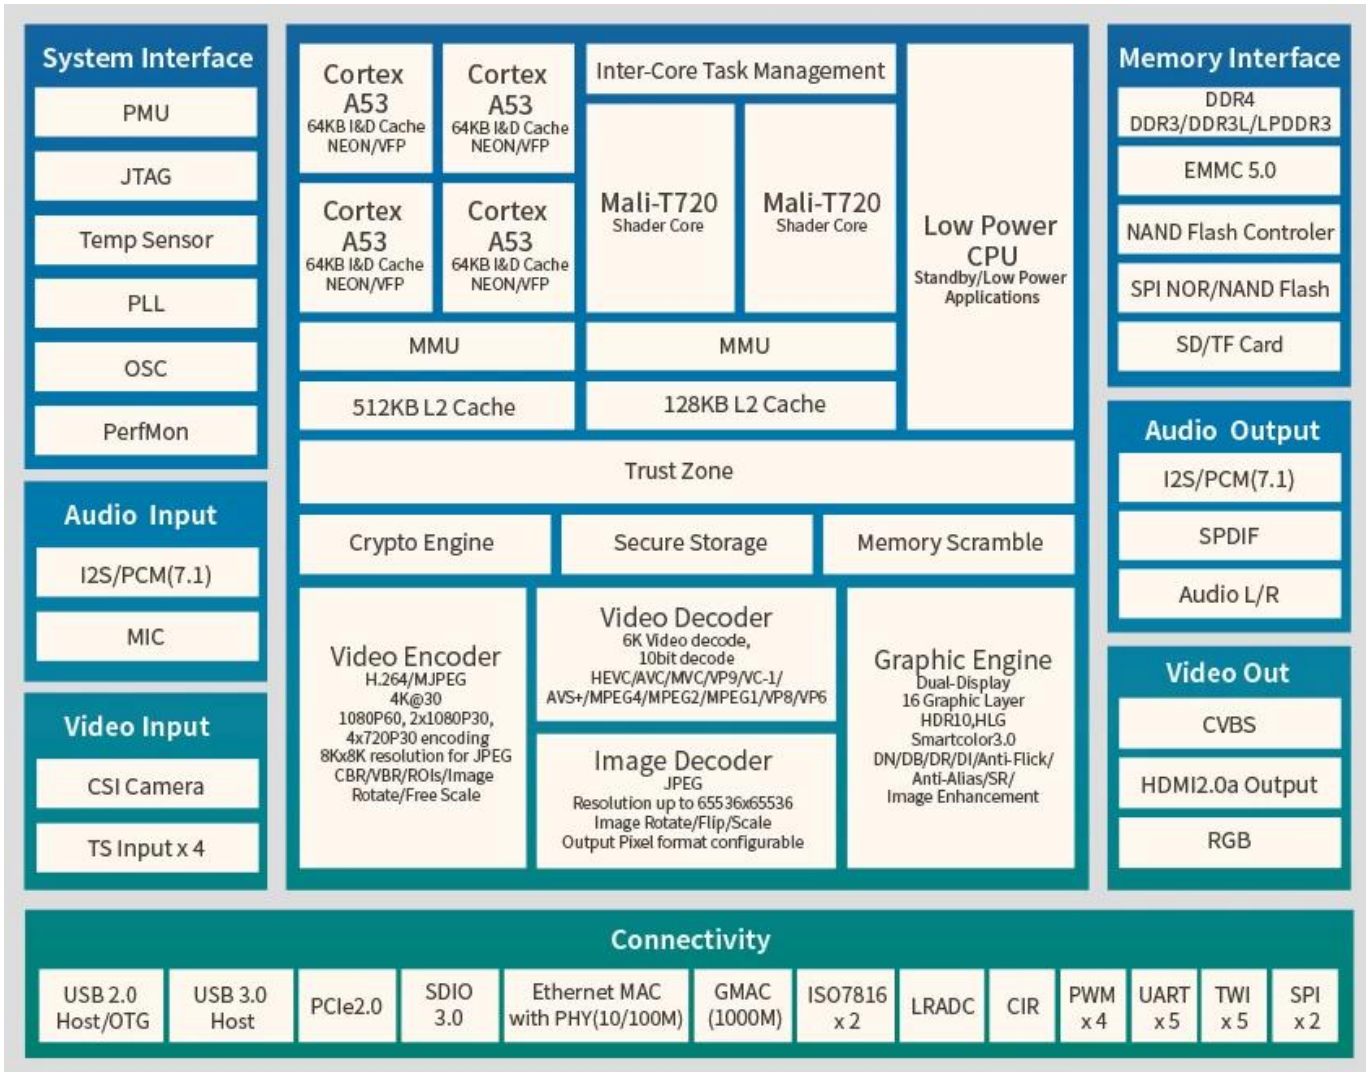 System Interface
PMU
JTAG
Temp Sensor
PLL
OSC
PerfMon
Audio Input
I2S/PCM(7.1)
MIC
Video Input
CSI Camera
TS Input x 4
Cortex
A53
64KB I&D Cache
NEON/VFP
Cortex
A53
64KB I&D Cache
NEON/VFP
Cortex
A53
64KB I&D Cache
NEON/VFP
Cortex
A53
64KB I&D Cache
NEON/VFP
MMU
512KB L2 Cache
Inter-Core Task Management
Mali-T720
Shader Core
Mali-T720
Shader Core
MMU
128KB L2 Cache
Low Power
CPU
Standby/Low Power
Applications
Trust Zone
Crypto Engine
Secure Storage
Memory Scramble
Video Encoder
H.264/MJPEG
4K@30
1080P60, 2x1080P30,
4x720P30 encoding
8Kx8K resolution for JPEG
CBR/VBR/ROIs/Image
Rotate/Free Scale
Video Decoder
6K Video decode,
10bit decode
HEVC/AVC/MVC/VP9/VC-1/
AVS+/MPEG4/MPEG2/MPEG1/VP8/VP6
Image Decoder
JPEG
Resolution up to 65536x65536
Image Rotate/Flip/Scale
Output Pixel format configurable
Graphic Engine
Dual-Display
16 Graphic Layer
HDR10,HLG
Smartcolor3.0
DN/DB/DR/DI/Anti-Flick/
Anti-Alias/SR/
Image Enhancement
Memory Interface
DDR4
DDR3/DDR3L/LPDDR3
EMMC 5.0
NAND Flash Controler
SPI NOR/NAND Flash
SD/TF Card
Audio Output
I2S/PCM(7.1)
SPDIF
Audio L/R
Video Out
CVBS
HDMI2.0a Output
RGB
Connectivity
USB 2.0
Host/OTG
USB 3.0
Host
PCIe2.0
SDIO
3.0
Ethernet MAC
with PHY(10/100M)
GMAC
(1000M)
ISO7816
x 2
LRADC
CIR
PWM
x 4
UART
x 5
TWI
x 5
SPI
x 2